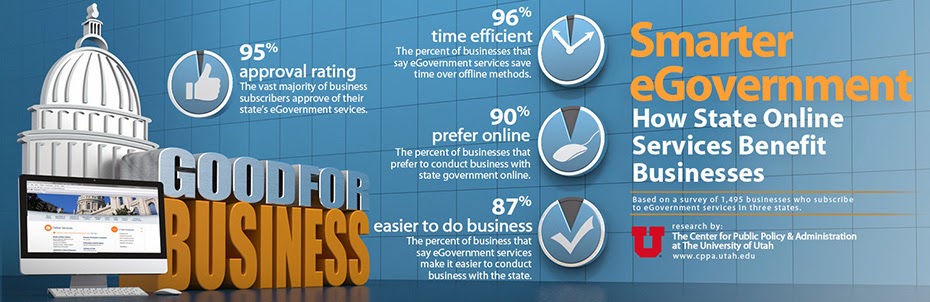 95%
approval rating
The vast majority of business
subscribers approve of their
state's eGovernment sevices.
GOOD FOR
BUSINESS
96%
time efficient
The percent of businesses that
say eGovernment services save
time over offline methods.
90%
prefer online
The percent of businesses that
prefer to conduct business with
state government online.
87%
easier to do business
The percent of business that
say eGovernment services
make it easier to conduct
business with the state.
Smarter
eGovernment
How State Online
Services Benefit
Businesses
Based on a survey of 1,495 businesses who subscribe
to eGovernment services in three states.
U
research by:
The Center for Public Policy & Administration
at The University of Utah
www.cppa.utah.edu